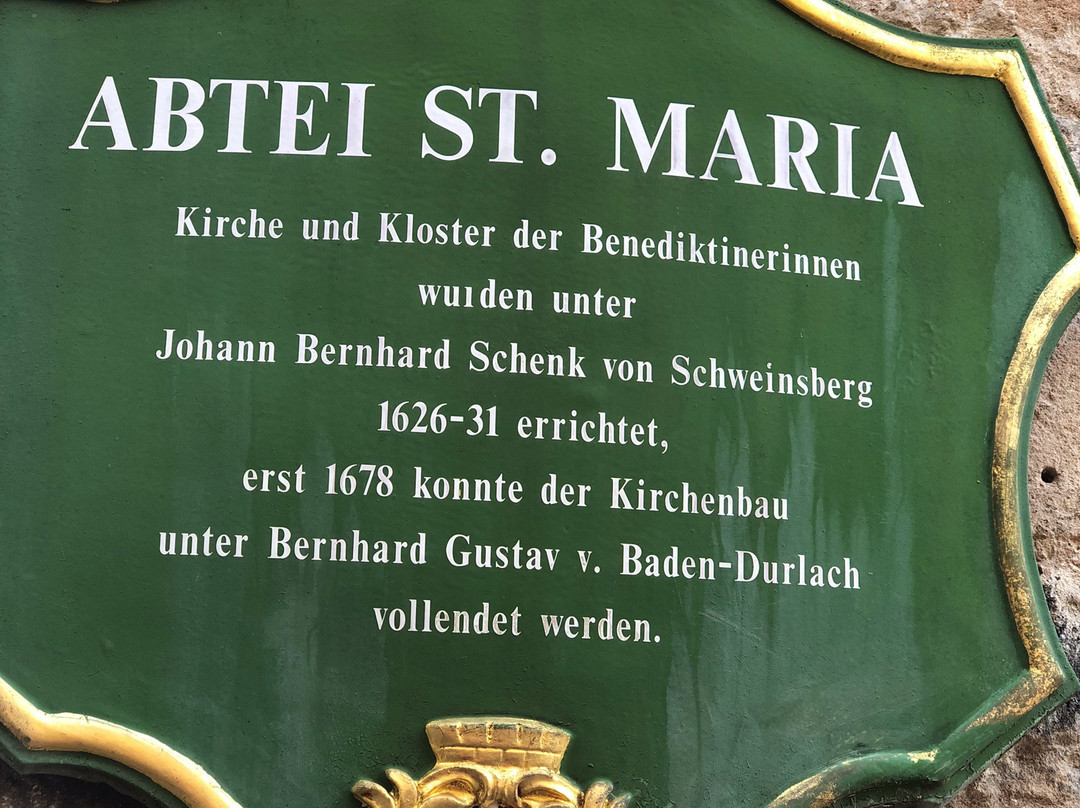 ABTEI ST. MARIA
Kirche und Kloster der Benediktinerinnen
wurden unter
Johann Bernhard Schenk von Schweinsberg
1626-31 errichtet,
erst 1678 konnte der Kirchenbau
unter Bernhard Gustav v. Baden-Durlach
vollendet werden.